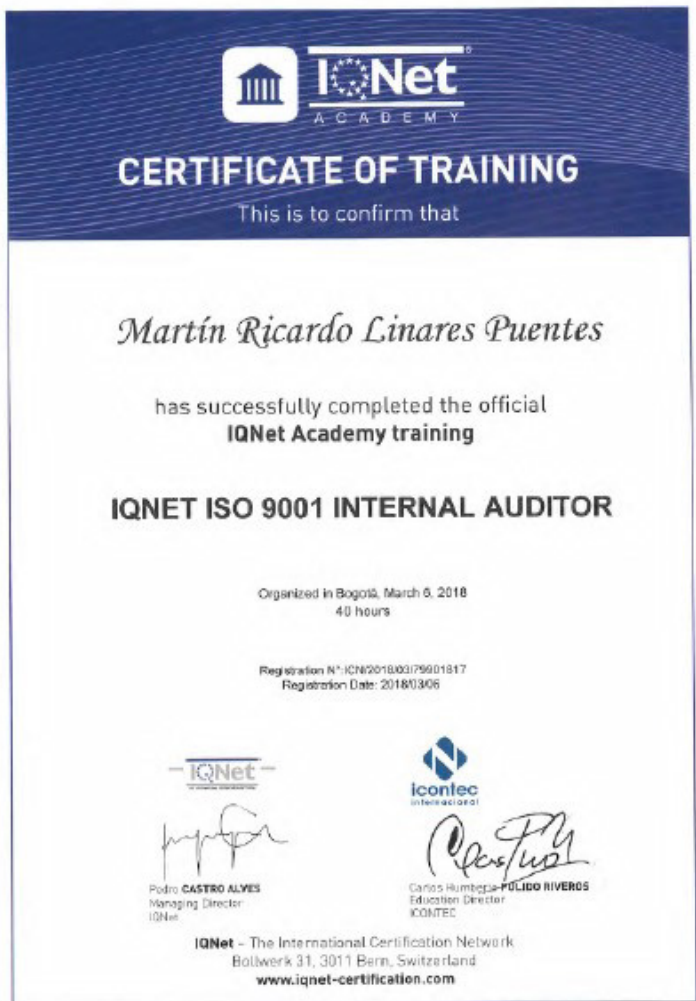 IQNet®
ACADEMY
CERTIFICATE OF TRAINING
This is to confirm that
Martín Ricardo Linares Puentes
has successfully completed the official
IQNet Academy training
IQNET ISO 9001 INTERNAL AUDITOR
Organized in Bogotá, March 6, 2018
40 hours
Registration N°:ICN/2018/03/79901817
Registration Date: 2018/03/06
IQNet
icontec
internacional
Pedro CASTRO ALVES
Managing Director
IQNet
Carlos Humberto PULIDO RIVEROS
Education Director
ICONTEC
IQNet – The International Certification Network
Bollwerk 31, 3011 Bern, Switzerland
www.iqnet-certification.com